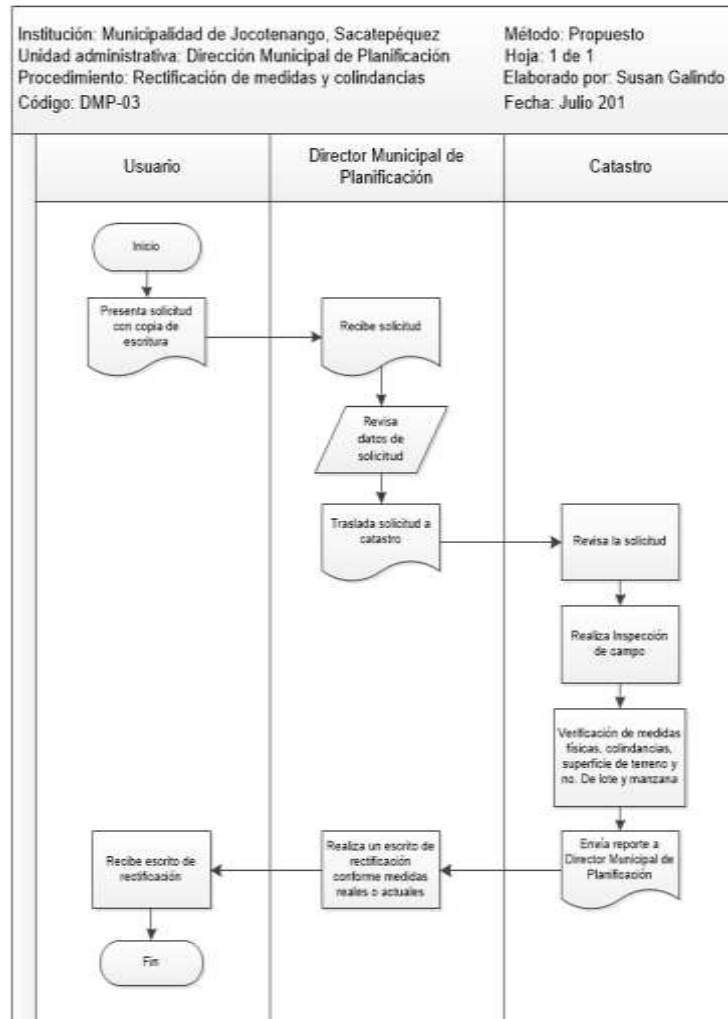 Institución: Municipalidad de Jocotenango, Sacatepéquez
Unidad administrativa: Dirección Municipal de Planificación
Procedimiento: Rectificación de medidas y colindancias
Código: DMP-03
Método: Propuesto
Hoja: 1 de 1
Elaborado por: Susan Galindo
Fecha: Julio 201
Usuario
Director Municipal de
Planificación
Catastro
Inicio
Presenta solicitud
con copia de
escritura
Recibe solicitud
Revisa
datos de
solicitud
Traslada solicitud a
catastro
Revisa la solicitud
Realiza Inspección
de campo
Verificación de medidas
físicas, colindancias,
superficie de terreno y
no. De lote y manzana
Envía reporte a
Director Municipal de
Planificación
Realiza un escrito de
rectificación
conforme medidas
reales o actuales
Recibe escrito de
rectificación
Fin